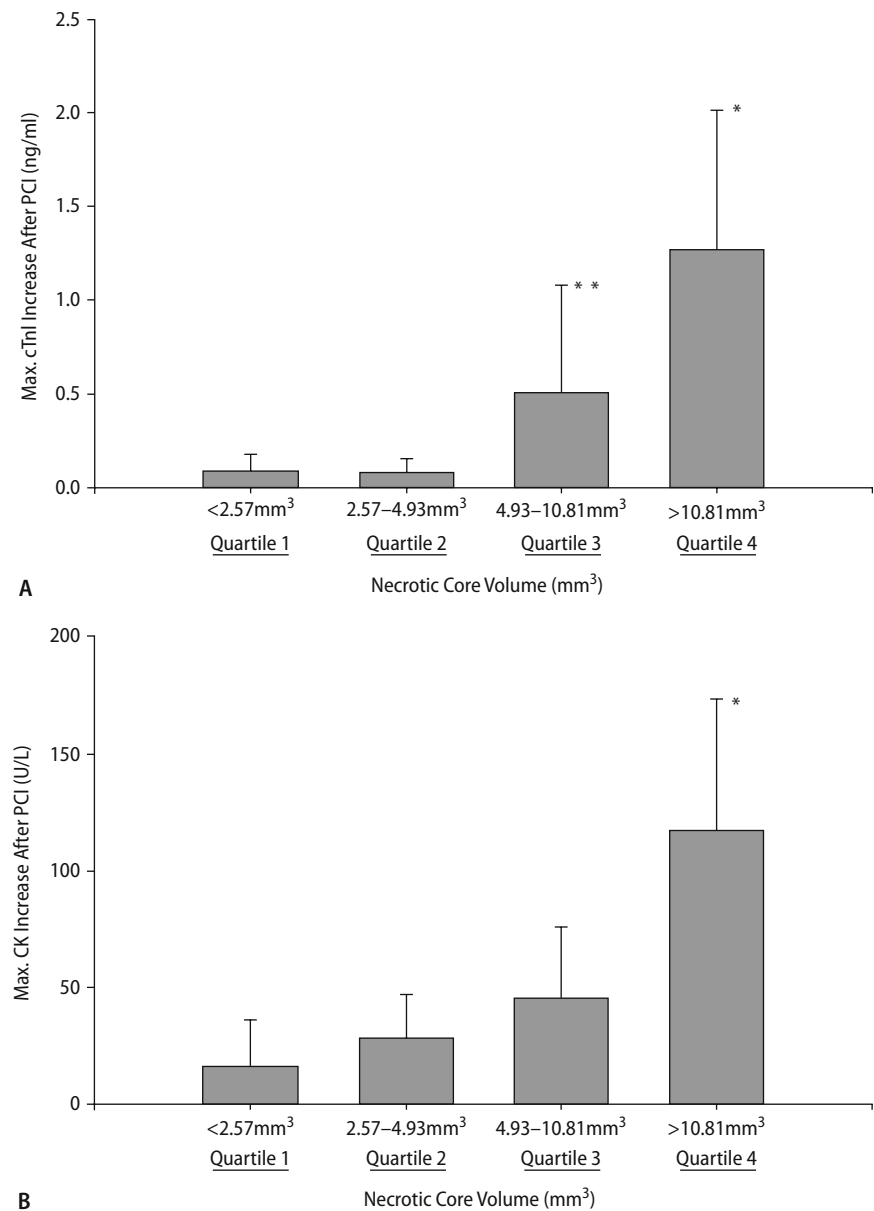 Max. cTnI Increase After PCI (ng/ml)
2.5
2.0
1.5
1.0
0.5
0.0
*
* *
<2.57mm³ 2.57–4.93mm³ 4.93–10.81mm³ >10.81mm³
Quartile 1 Quartile 2 Quartile 3 Quartile 4
A
Necrotic Core Volume (mm³)
Max. CK Increase After PCI (U/L)
200
150
100
50
0
*
<2.57mm³ 2.57–4.93mm³ 4.93–10.81mm³ >10.81mm³
Quartile 1 Quartile 2 Quartile 3 Quartile 4
B
Necrotic Core Volume (mm³)